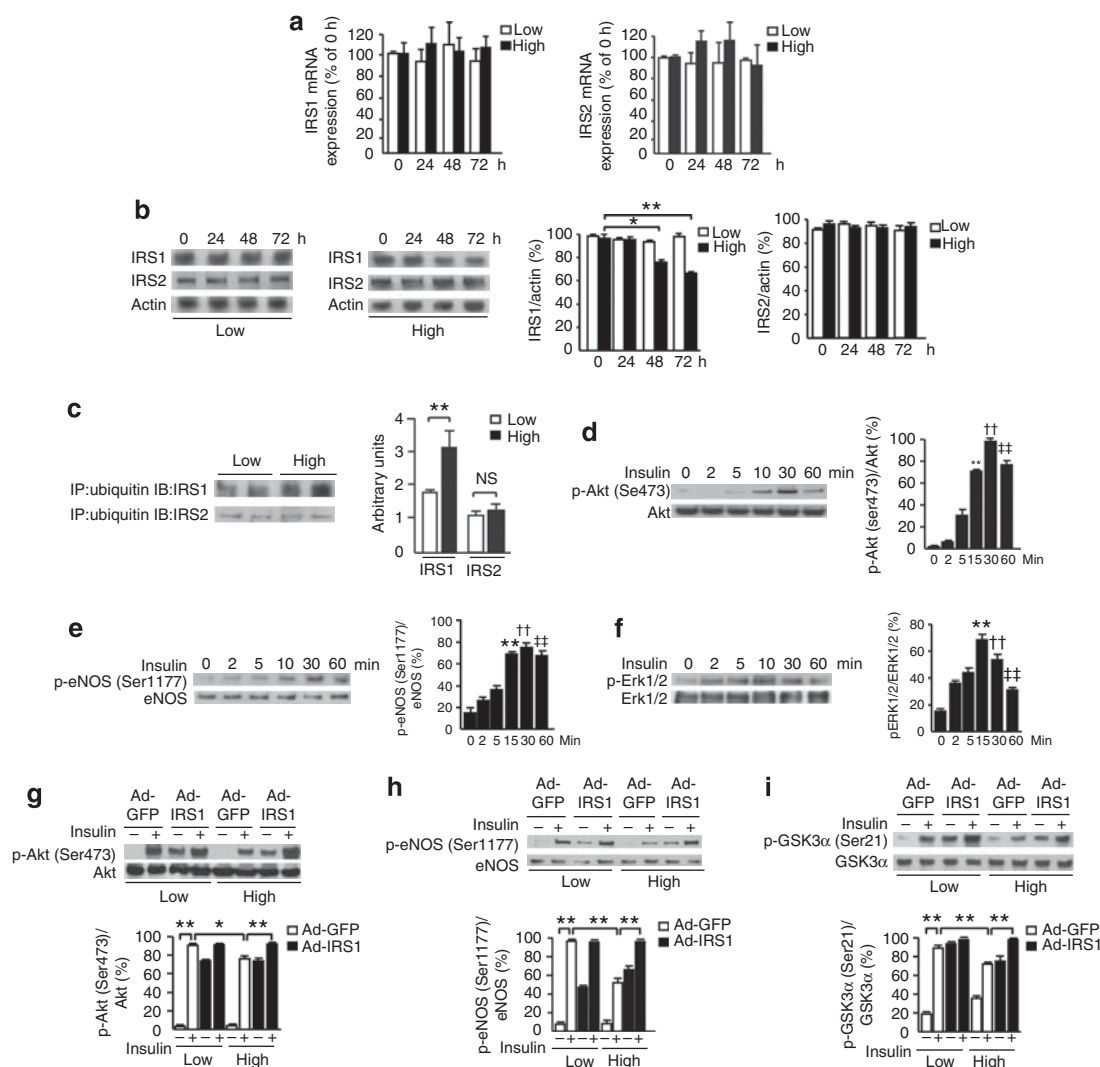 a
IRS1 mRNA
expression (% of 0 h)
120
100
80
60
40
20
0
0 24 48 72 h
Low
High
IRS2 mRNA
expression (% of 0 h)
120
100
80
60
40
20
0
0 24 48 72 h
Low
High
b
0 24 48 72 h
IRS1
IRS2
Actin
Low
0 24 48 72 h
IRS1
IRS2
Actin
High
IRS1/actin (%)
100
80
60
40
20
0
**
*
Low
High
0 24 48 72 h
IRS2/actin (%)
100
80
60
40
20
0
Low
High
0 24 48 72 h
c
Low High
IP:ubiquitin IB:IRS1
IP:ubiquitin IB:IRS2
Arbitrary units
4
3
2
1
0
**
NS
Low
High
IRS1 IRS2
d
Insulin 0 2 5 10 30 60 min
p-Akt (Se473)
Akt
p-Akt (ser473)/Akt (%)
100
80
60
40
20
0
** †† ‡‡
0 2 5 15 30 60 Min
e
Insulin 0 2 5 10 30 60 min
p-eNOS (Ser1177)
eNOS
p-eNOS (Ser1177)/
eNOS (%)
100
80
60
40
20
0
** †† ‡‡
0 2 5 15 30 60 Min
f
Insulin 0 2 5 10 30 60 min
p-Erk1/2
Erk1/2
pERK1/2/ERK1/2 (%)
80
60
40
20
0
** †† ‡‡
0 2 5 15 30 60 Min
g
Ad-GFP Ad-IRS1 Ad-GFP Ad-IRS1
Insulin − + − + − + − +
p-Akt (Ser473)
Akt
Low High
p-Akt (Ser473)/
Akt (%)
100
80
60
40
20
0
** * **
Ad-GFP
Ad-IRS1
Insulin − + − + − + − +
Low High
h
Ad-GFP Ad-IRS1 Ad-GFP Ad-IRS1
Insulin − + − + − + − +
p-eNOS (Ser1177)
eNOS
Low High
p-eNOS (Ser1177)/
eNOS (%)
100
80
60
40
20
0
** ** **
Ad-GFP
Ad-IRS1
Insulin − + − + − + − +
Low High
i
Ad-GFP Ad-IRS1 Ad-GFP Ad-IRS1
Insulin − + − + − + − +
p-GSK3α (Ser21)
GSK3α
Low High
p-GSK3α (Ser21)/
GSK3α (%)
100
80
60
40
20
0
** ** **
Ad-GFP
Ad-IRS1
Insulin − + − + − + − +
Low High